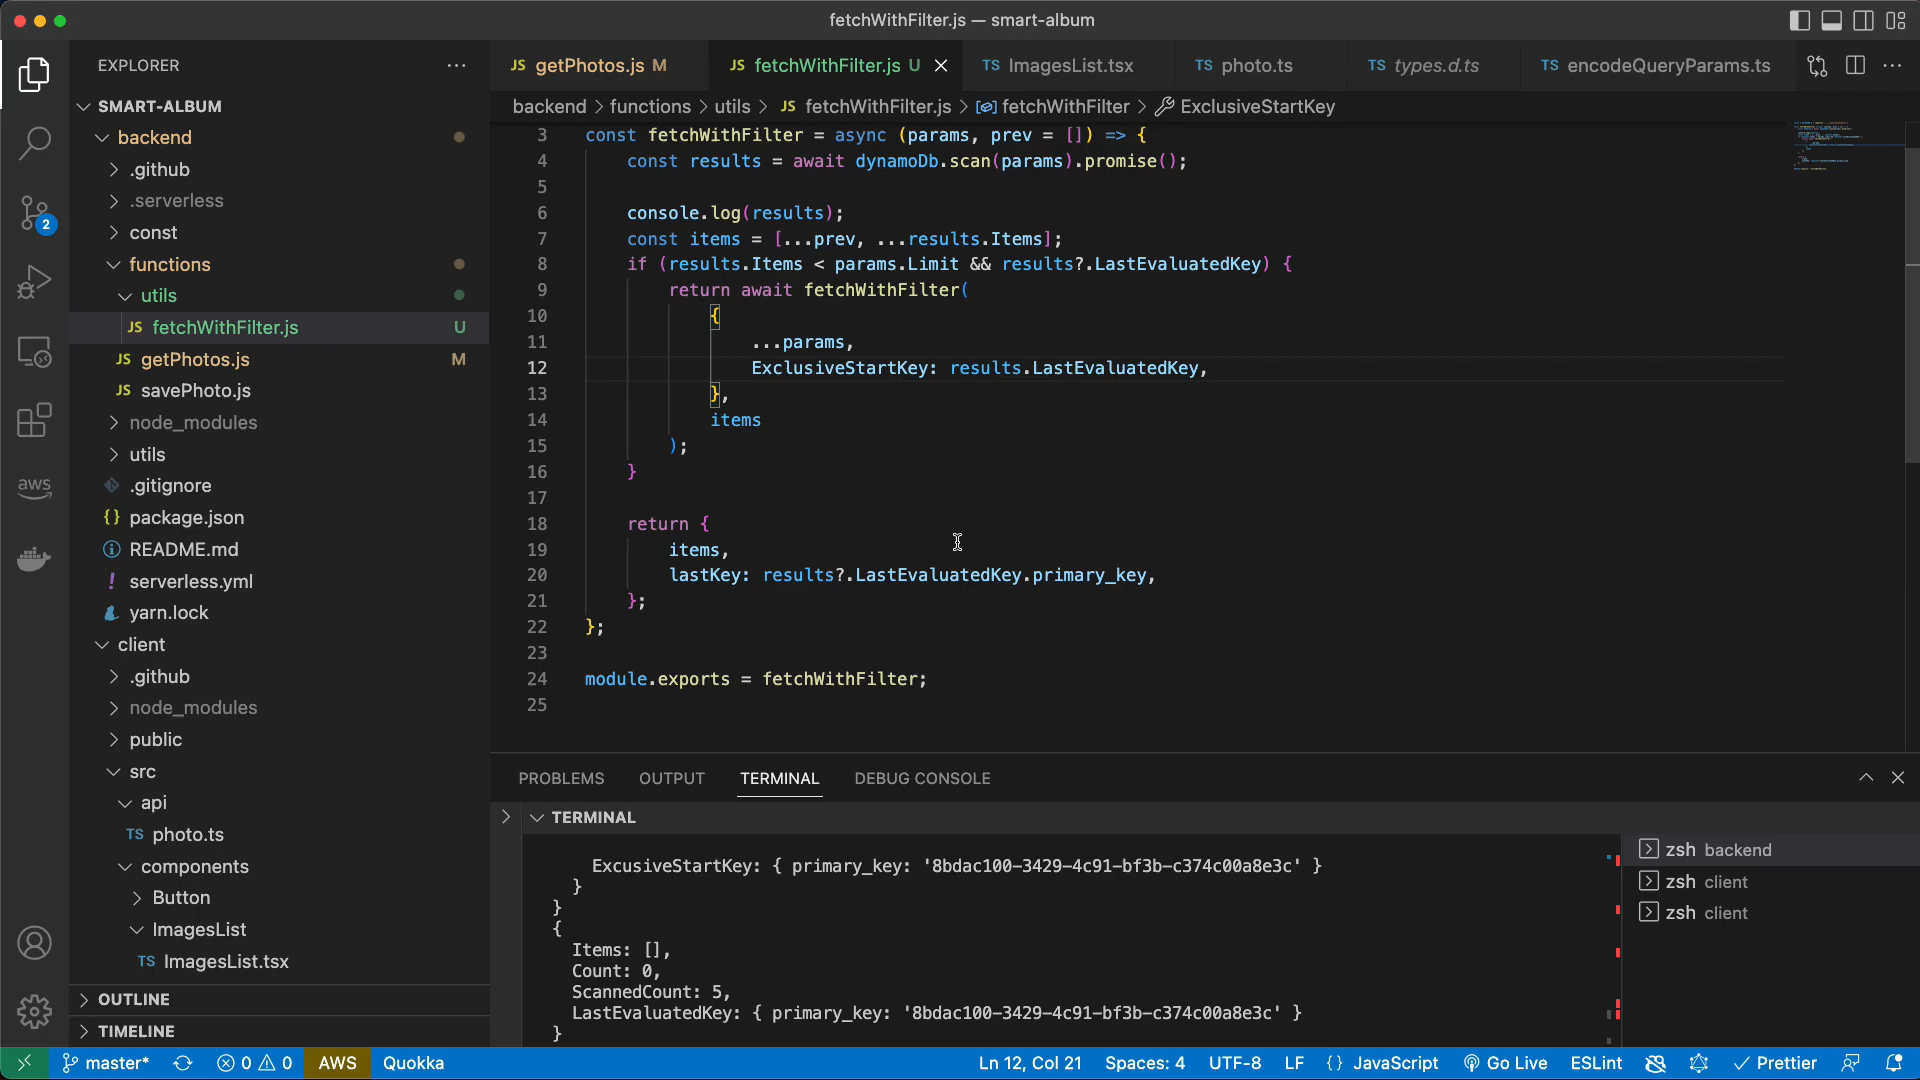 fetchWithFilter.js — smart-album
EXPLORER
SMART-ALBUM
backend
.github
.serverless
const
functions
utils
JS fetchWithFilter.js U
JS getPhotos.js M
JS savePhoto.js
node_modules
utils
.gitignore
{} package.json
README.md
! serverless.yml
yarn.lock
client
.github
node_modules
public
src
api
TS photo.ts
components
Button
ImagesList
TS ImagesList.tsx
OUTLINE
TIMELINE
2
aws
JS getPhotos.js M
JS fetchWithFilter.js U
TS ImagesList.tsx
TS photo.ts
TS types.d.ts
TS encodeQueryParams.ts
backend > functions > utils > JS fetchWithFilter.js > fetchWithFilter > ExclusiveStartKey
3 const fetchWithFilter = async (params, prev = []) => {
4 const results = await dynamoDb.scan(params).promise();
5
6 console.log(results);
7 const items = [...prev, ...results.Items];
8 if (results.Items < params.Limit && results?.LastEvaluatedKey) {
9 return await fetchWithFilter(
10 {
11 ...params,
12 ExclusiveStartKey: results.LastEvaluatedKey,
13 },
14 items
15 );
16 }
17
18 return {
19 items,
20 lastKey: results?.LastEvaluatedKey.primary_key,
21 };
22 };
23
24 module.exports = fetchWithFilter;
25
PROBLEMS OUTPUT TERMINAL DEBUG CONSOLE
TERMINAL
ExcusiveStartKey: { primary_key: '8bdac100-3429-4c91-bf3b-c374c00a8e3c' }
}
}
{
Items: [],
Count: 0,
ScannedCount: 5,
LastEvaluatedKey: { primary_key: '8bdac100-3429-4c91-bf3b-c374c00a8e3c' }
}
zsh backend
zsh client
zsh client
master* 0 0 AWS Quokka
Ln 12, Col 21 Spaces: 4 UTF-8 LF {} JavaScript Go Live ESLint Prettier